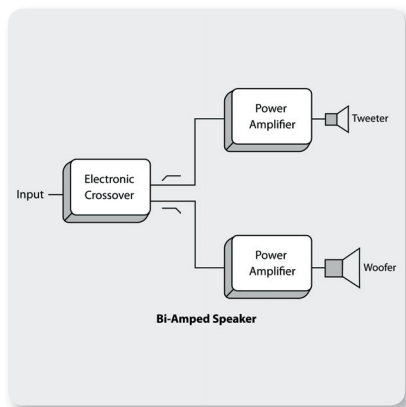 Power
Amplifier
Tweeter
Electronic
Crossover
Input
Power
Amplifier
Woofer
Bi-Amped Speaker